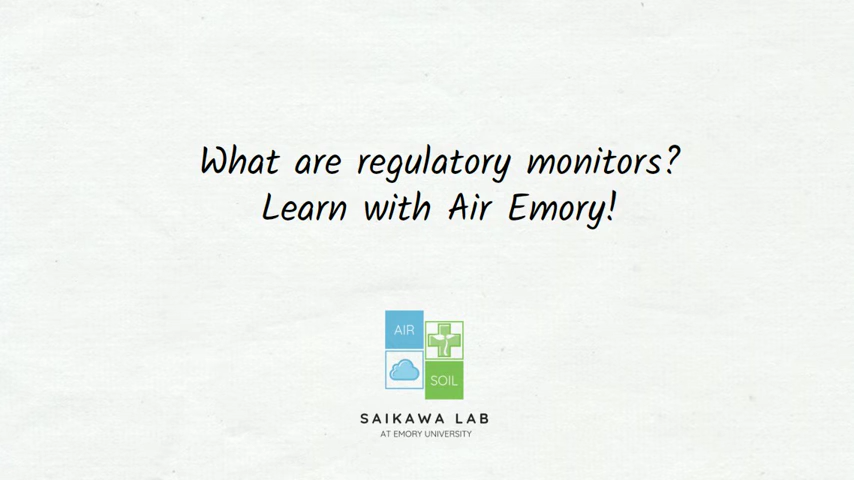 What are regulatory monitors?
Learn with Air Emory!
AIR
SOIL
SAIKAWA LAB
AT EMORY UNIVERSITY